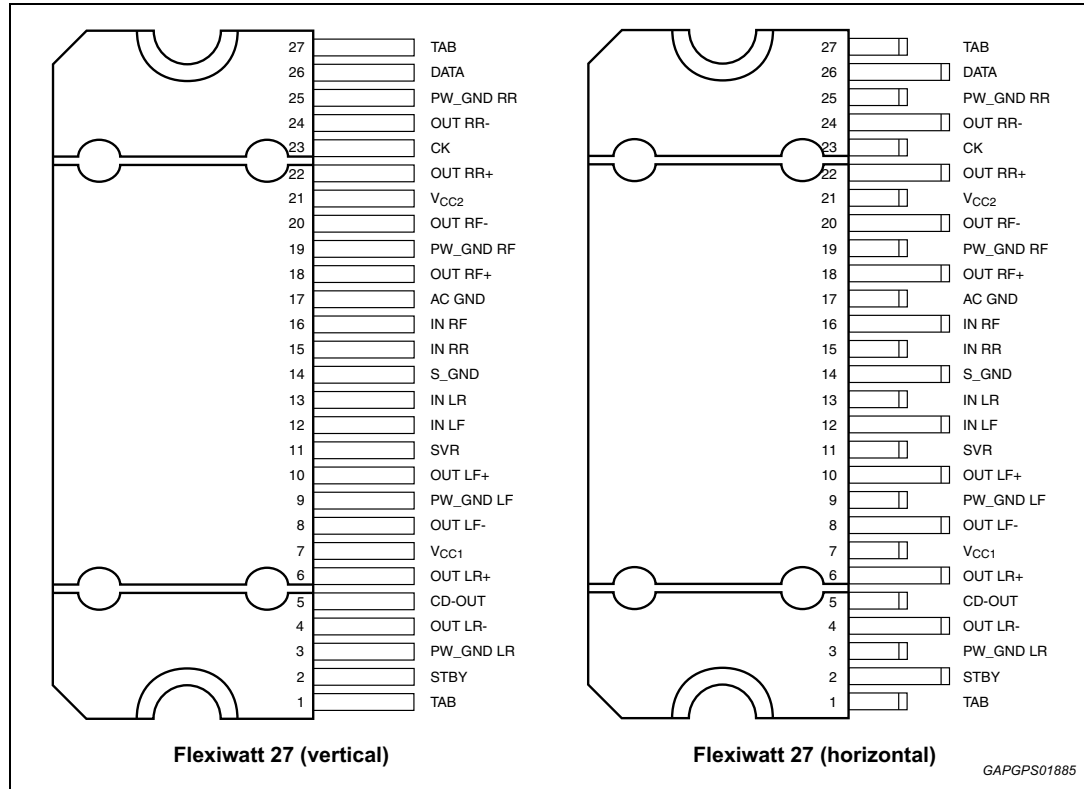 27 TAB
26 DATA
25 PW_GND RR
24 OUT RR-
23 CK
22 OUT RR+
21 VCC2
20 OUT RF-
19 PW_GND RF
18 OUT RF+
17 AC GND
16 IN RF
15 IN RR
14 S_GND
13 IN LR
12 IN LF
11 SVR
10 OUT LF+
9 PW_GND LF
8 OUT LF-
7 VCC1
6 OUT LR+
5 CD-OUT
4 OUT LR-
3 PW_GND LR
2 STBY
1 TAB
Flexiwatt 27 (vertical)
27 TAB
26 DATA
25 PW_GND RR
24 OUT RR-
23 CK
22 OUT RR+
21 VCC2
20 OUT RF-
19 PW_GND RF
18 OUT RF+
17 AC GND
16 IN RF
15 IN RR
14 S_GND
13 IN LR
12 IN LF
11 SVR
10 OUT LF+
9 PW_GND LF
8 OUT LF-
7 VCC1
6 OUT LR+
5 CD-OUT
4 OUT LR-
3 PW_GND LR
2 STBY
1 TAB
Flexiwatt 27 (horizontal)
GAPGPS01885